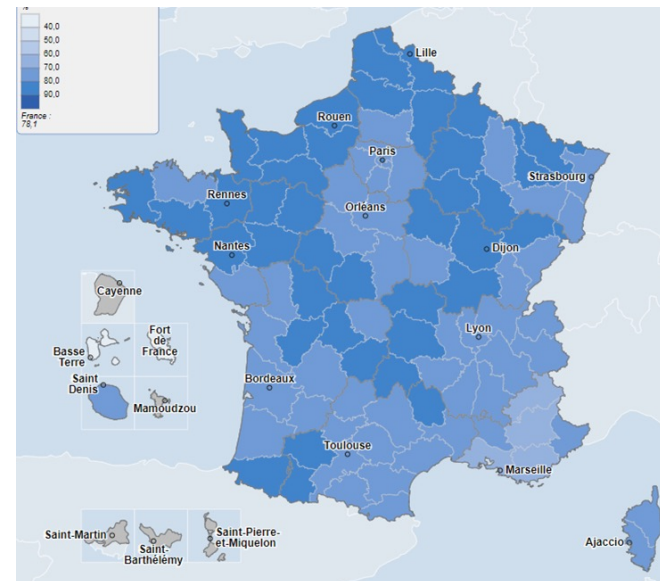 %
40,0
50,0
60,0
70,0
80,0
90,0
France :
78,1
Lille
Rouen
Paris
Strasbourg
Rennes
Orléans
Nantes
Dijon
Cayenne
Lyon
Basse
Terre
Fort
de
France
Saint
Denis
Mamoudzou
Bordeaux
Toulouse
Marseille
Saint-Martin
Saint-
Barthélémy
Saint-Pierre-
et-Miquelon
Ajaccio